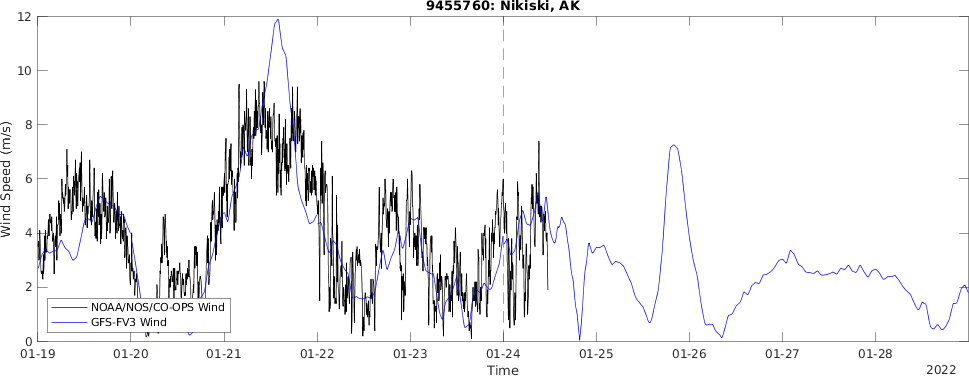 9455760: Nikiski, AK
Wind Speed (m/s)
12
10
8
6
4
2
0
NOAA/NOS/CO-OPS Wind
GFS-FV3 Wind
01-19 01-20 01-21 01-22 01-23 01-24 01-25 01-26 01-27 01-28
Time
2022